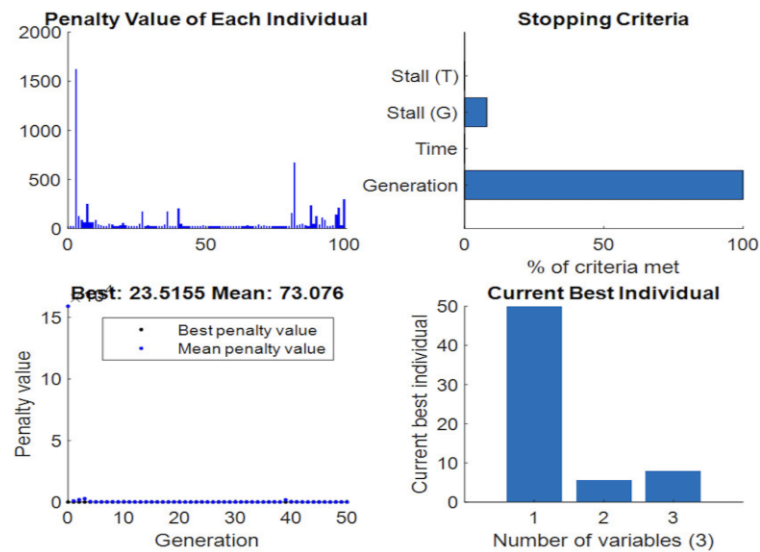 Penalty Value of Each Individual
2000
1500
1000
500
0
0
50
100
Stopping Criteria
Stall (T)
Stall (G)
Time
Generation
0
50
100
% of criteria met
Best: 23.5155 Mean: 73.076
15
10
5
0
Penalty value
Best penalty value
Mean penalty value
0
10
20
30
40
50
Generation
Current Best Individual
50
40
30
20
10
0
Current best individual
1
2
3
Number of variables (3)